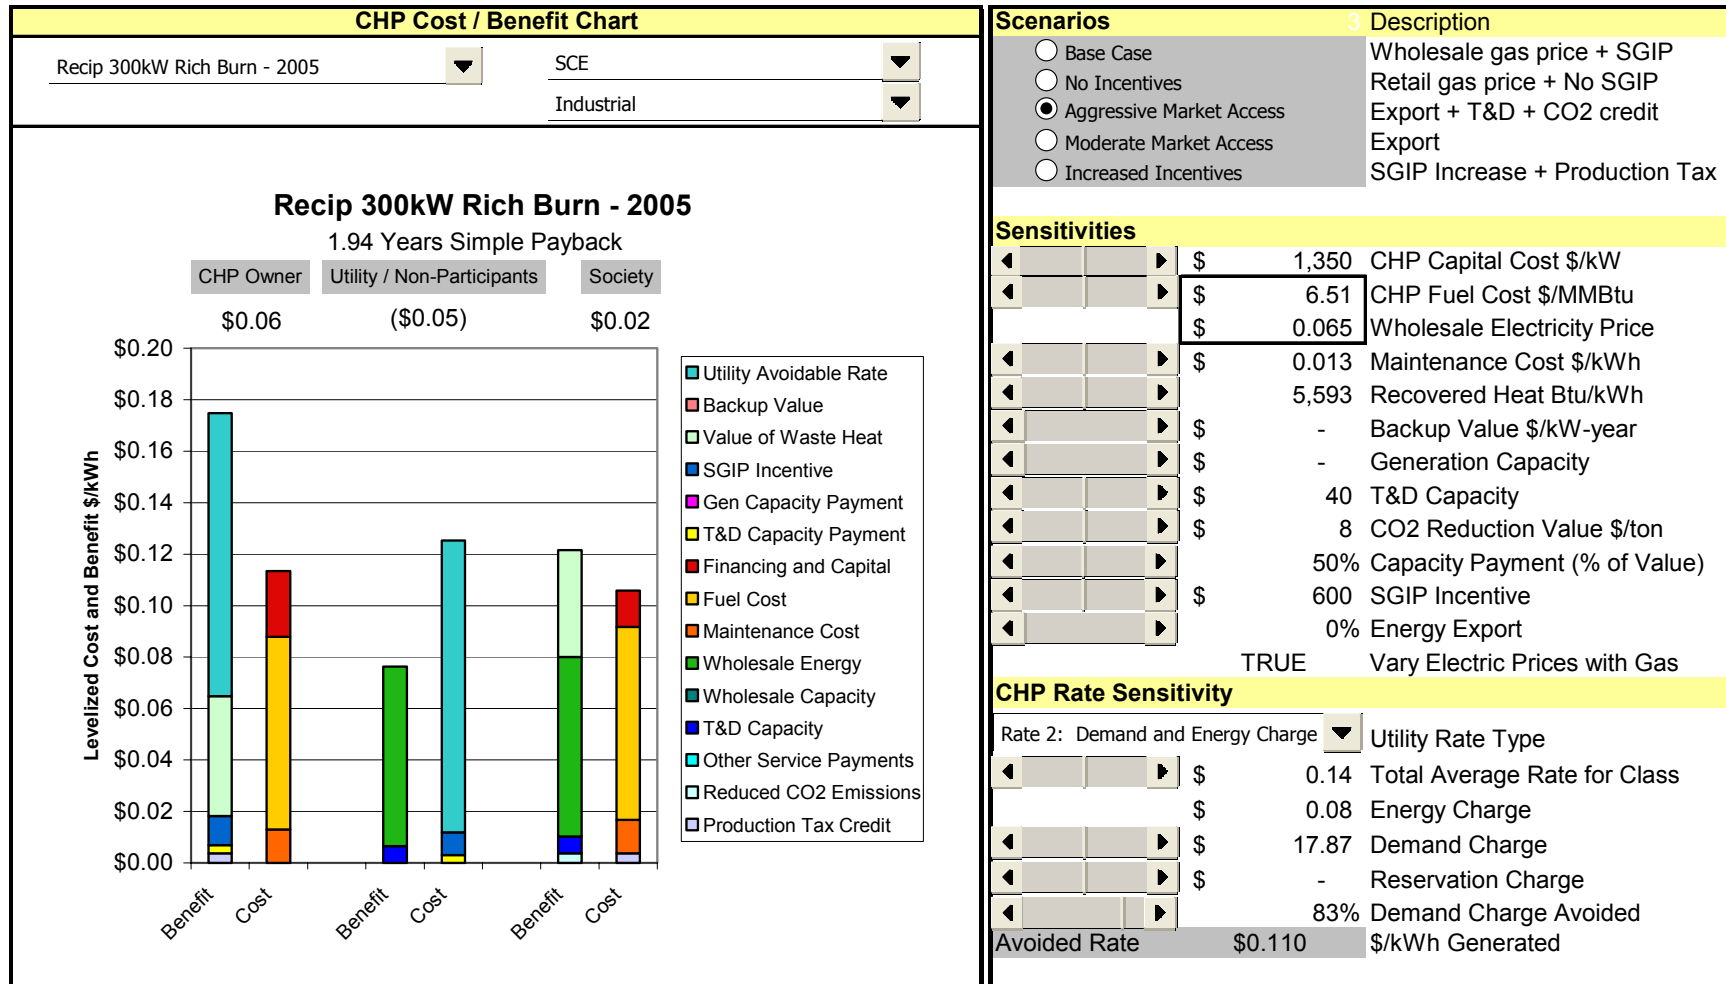 CHP Cost / Benefit Chart
Recip 300kW Rich Burn - 2005
SCE
Industrial
Recip 300kW Rich Burn - 2005
1.94 Years Simple Payback
CHP Owner Utility / Non-Participants Society
$0.06 ($0.05) $0.02
Levelized Cost and Benefit $/kWh
$0.20
$0.18
$0.16
$0.14
$0.12
$0.10
$0.08
$0.06
$0.04
$0.02
$0.00
Benefit Cost Benefit Cost Benefit Cost
Utility Avoidable Rate
Backup Value
Value of Waste Heat
SGIP Incentive
Gen Capacity Payment
T&D Capacity Payment
Financing and Capital
Fuel Cost
Maintenance Cost
Wholesale Energy
Wholesale Capacity
T&D Capacity
Other Service Payments
Reduced CO2 Emissions
Production Tax Credit
Scenarios 3 Description
Base Case Wholesale gas price + SGIP
No Incentives Retail gas price + No SGIP
Aggressive Market Access Export + T&D + CO2 credit
Moderate Market Access Export
Increased Incentives SGIP Increase + Production Tax
Sensitivities
$ 1,350 CHP Capital Cost $/kW
$ 6.51 CHP Fuel Cost $/MMBtu
$ 0.065 Wholesale Electricity Price
$ 0.013 Maintenance Cost $/kWh
5,593 Recovered Heat Btu/kWh
$ - Backup Value $/kW-year
$ - Generation Capacity
$ 40 T&D Capacity
$ 8 CO2 Reduction Value $/ton
50% Capacity Payment (% of Value)
$ 600 SGIP Incentive
0% Energy Export
TRUE Vary Electric Prices with Gas
CHP Rate Sensitivity
Rate 2: Demand and Energy Charge Utility Rate Type
$ 0.14 Total Average Rate for Class
$ 0.08 Energy Charge
$ 17.87 Demand Charge
$ - Reservation Charge
83% Demand Charge Avoided
Avoided Rate $0.110 $/kWh Generated